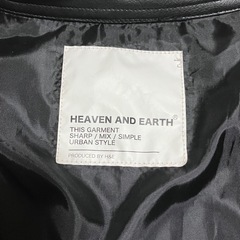 HEAVEN AND EARTH®
THIS GARMENT
SHARP / MIX / SIMPLE
URBAN STYLE
PRODUCED BY H&E